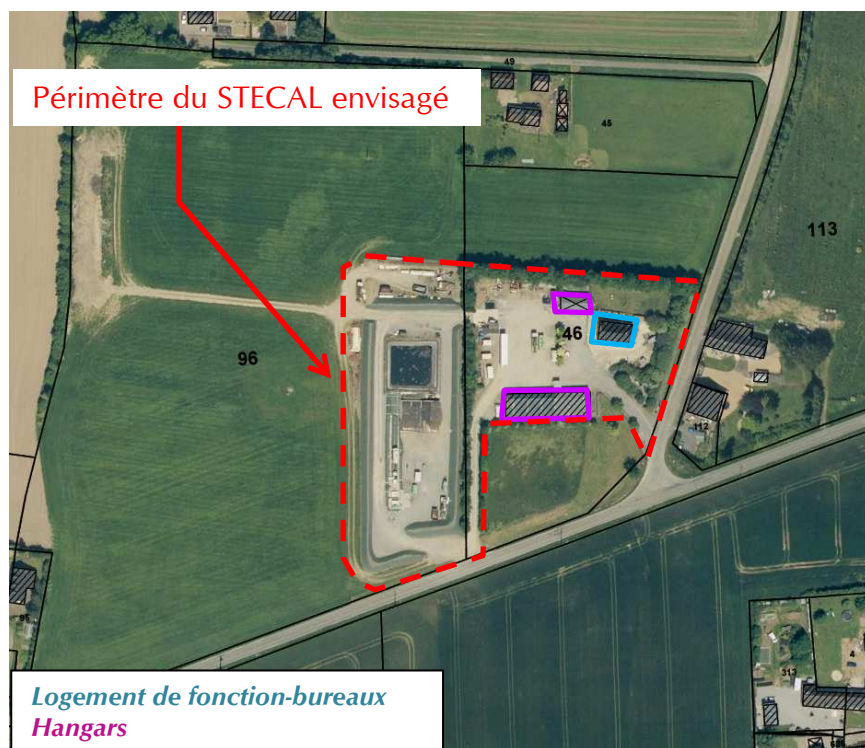 Périmètre du STECAL envisagé
49
45
113
46
96
112
4
Logement de fonction-bureaux
Hangars